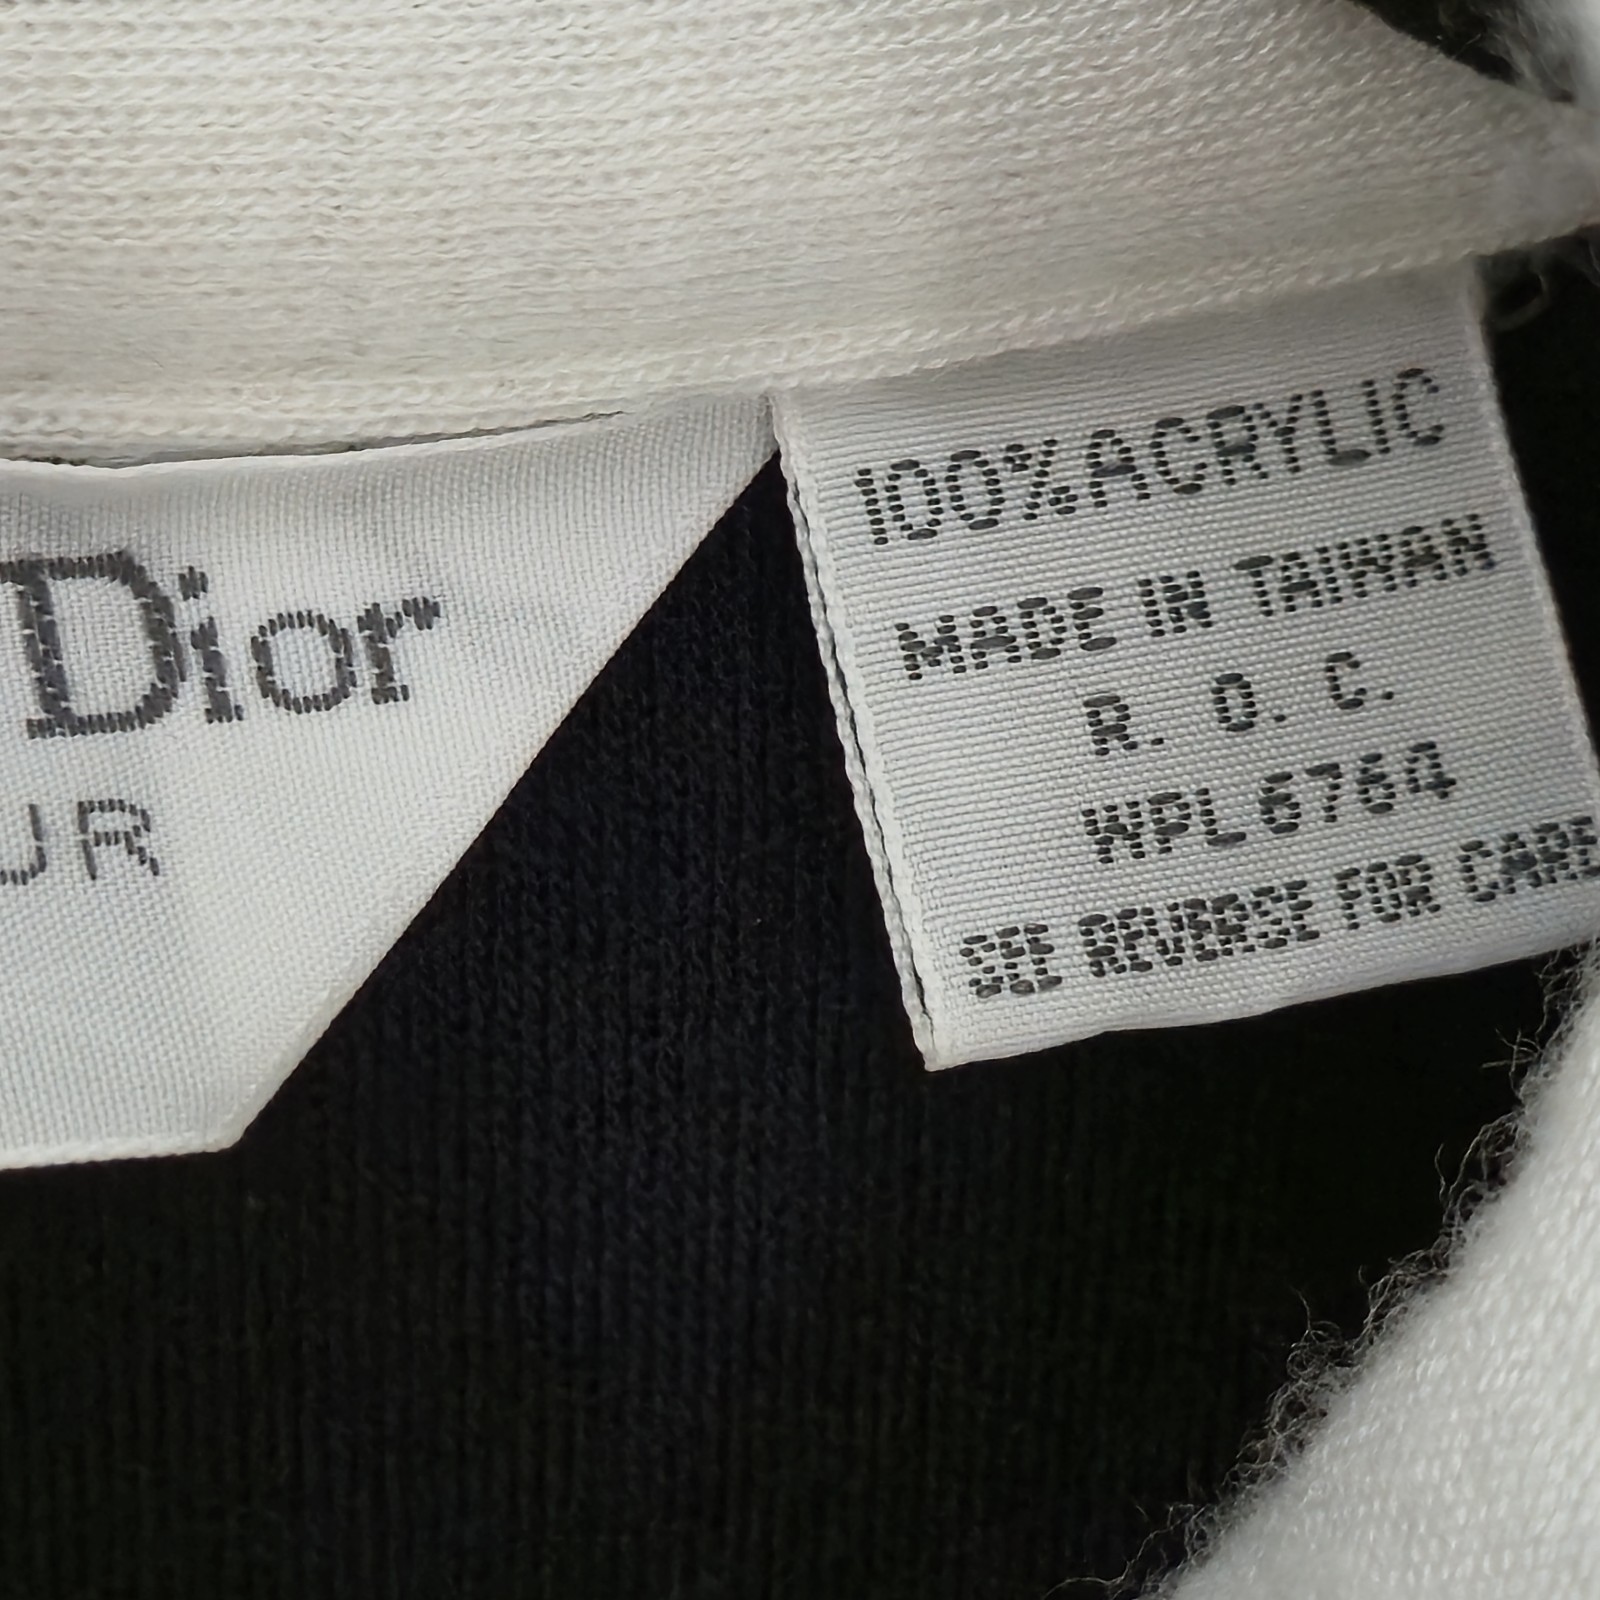 Dior
UR
100% ACRYLIC
MADE IN TAIWAN
R. O. C.
WPL 6764
SEE REVERSE FOR CARE